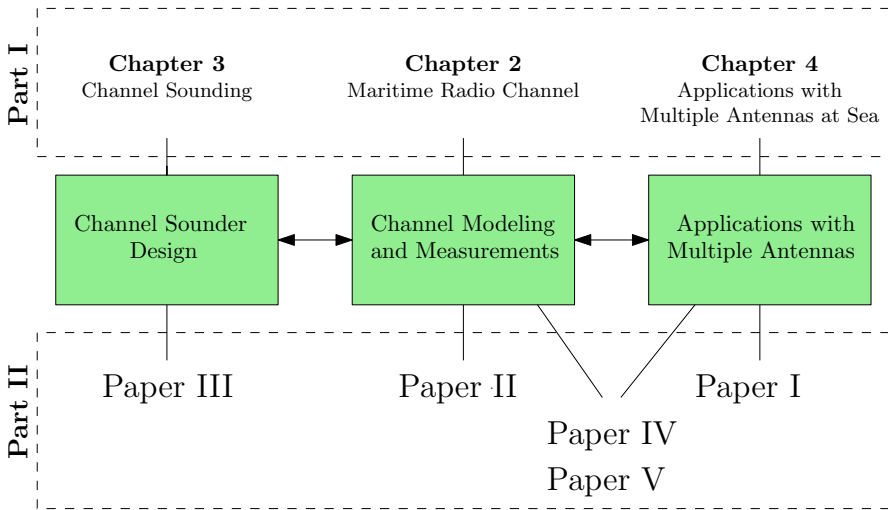 Part I
Chapter 3
Channel Sounding
Chapter 2
Maritime Radio Channel
Chapter 4
Applications with
Multiple Antennas at Sea
Channel Sounder
Design
Channel Modeling
and Measurements
Applications with
Multiple Antennas
Part II
Paper III
Paper II
Paper I
Paper IV
Paper V